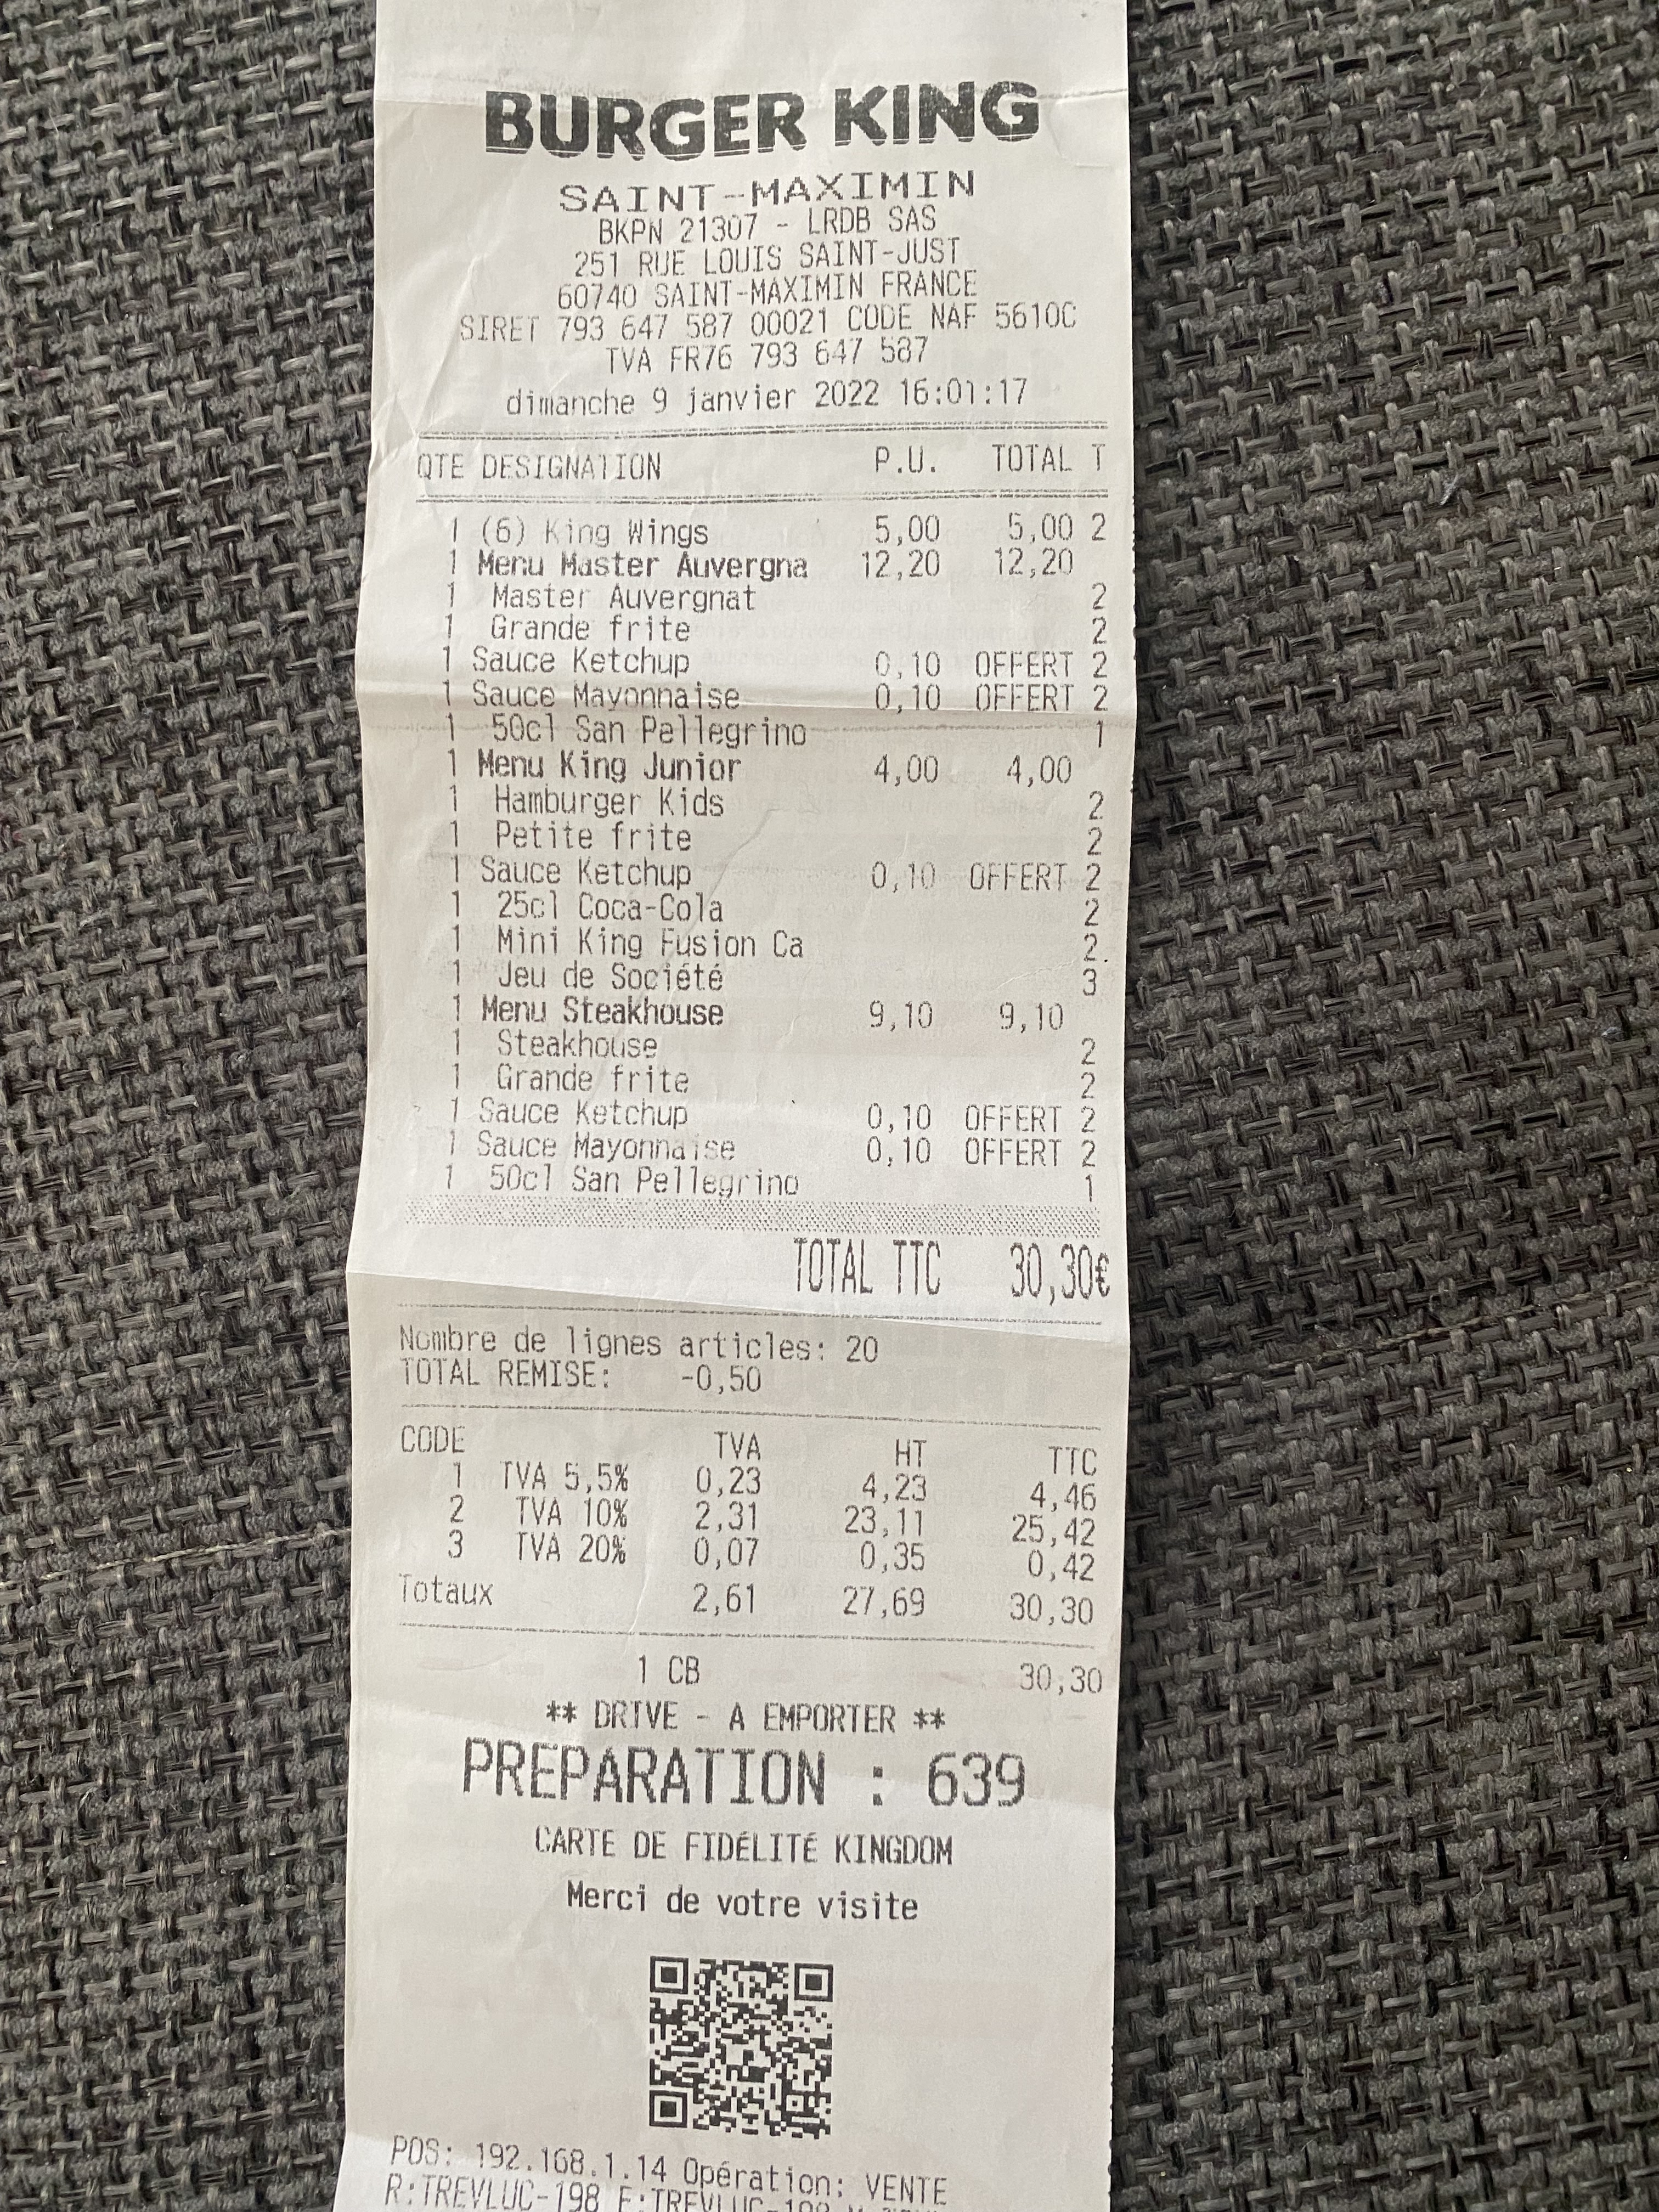 BURGER KING
SAINT-MAXIMIN
BKPN 21307 - LRDB SAS
251 RUE LOUIS SAINT-JUST
60740 SAINT-MAXIMIN FRANCE
SIRET 793 647 587 00021 CODE NAF 5610C
TVA FR76 793 647 587
dimanche 9 janvier 2022 16:01:17
QTE DESIGNATION P.U. TOTAL T
1 (6) King Wings 5,00 5,00 2
1 Menu Master Auvergna 12,20 12,20
1 Master Auvergnat 2
1 Grande frite 2
1 Sauce Ketchup 0,10 OFFERT 2
1 Sauce Mayonnaise 0,10 OFFERT 2
1 50cl San Pellegrino 1
1 Menu King Junior 4,00 4,00
1 Hamburger Kids 2
1 Petite frite 2
1 Sauce Ketchup 0,10 OFFERT 2
1 25cl Coca-Cola 2
1 Mini King Fusion Ca 2
1 Jeu de Société 3
1 Menu Steakhouse 9,10 9,10
1 Steakhouse 2
1 Grande frite 2
1 Sauce Ketchup 0,10 OFFERT 2
1 Sauce Mayonnaise 0,10 OFFERT 2
1 50cl San Pellegrino 1
TOTAL TTC 30,30€
Nombre de lignes articles: 20
TOTAL REMISE: -0,50
CODE TVA HT TTC
1 TVA 5,5% 0,23 4,23 4,46
2 TVA 10% 2,31 23,11 25,42
3 TVA 20% 0,07 0,35 0,42
Totaux 2,61 27,69 30,30
1 CB 30,30
** DRIVE - A EMPORTER **
PREPARATION : 639
CARTE DE FIDÉLITÉ KINGDOM
Merci de votre visite
POS: 192.168.1.14 Opération: VENTE
R:TREVLUC-198